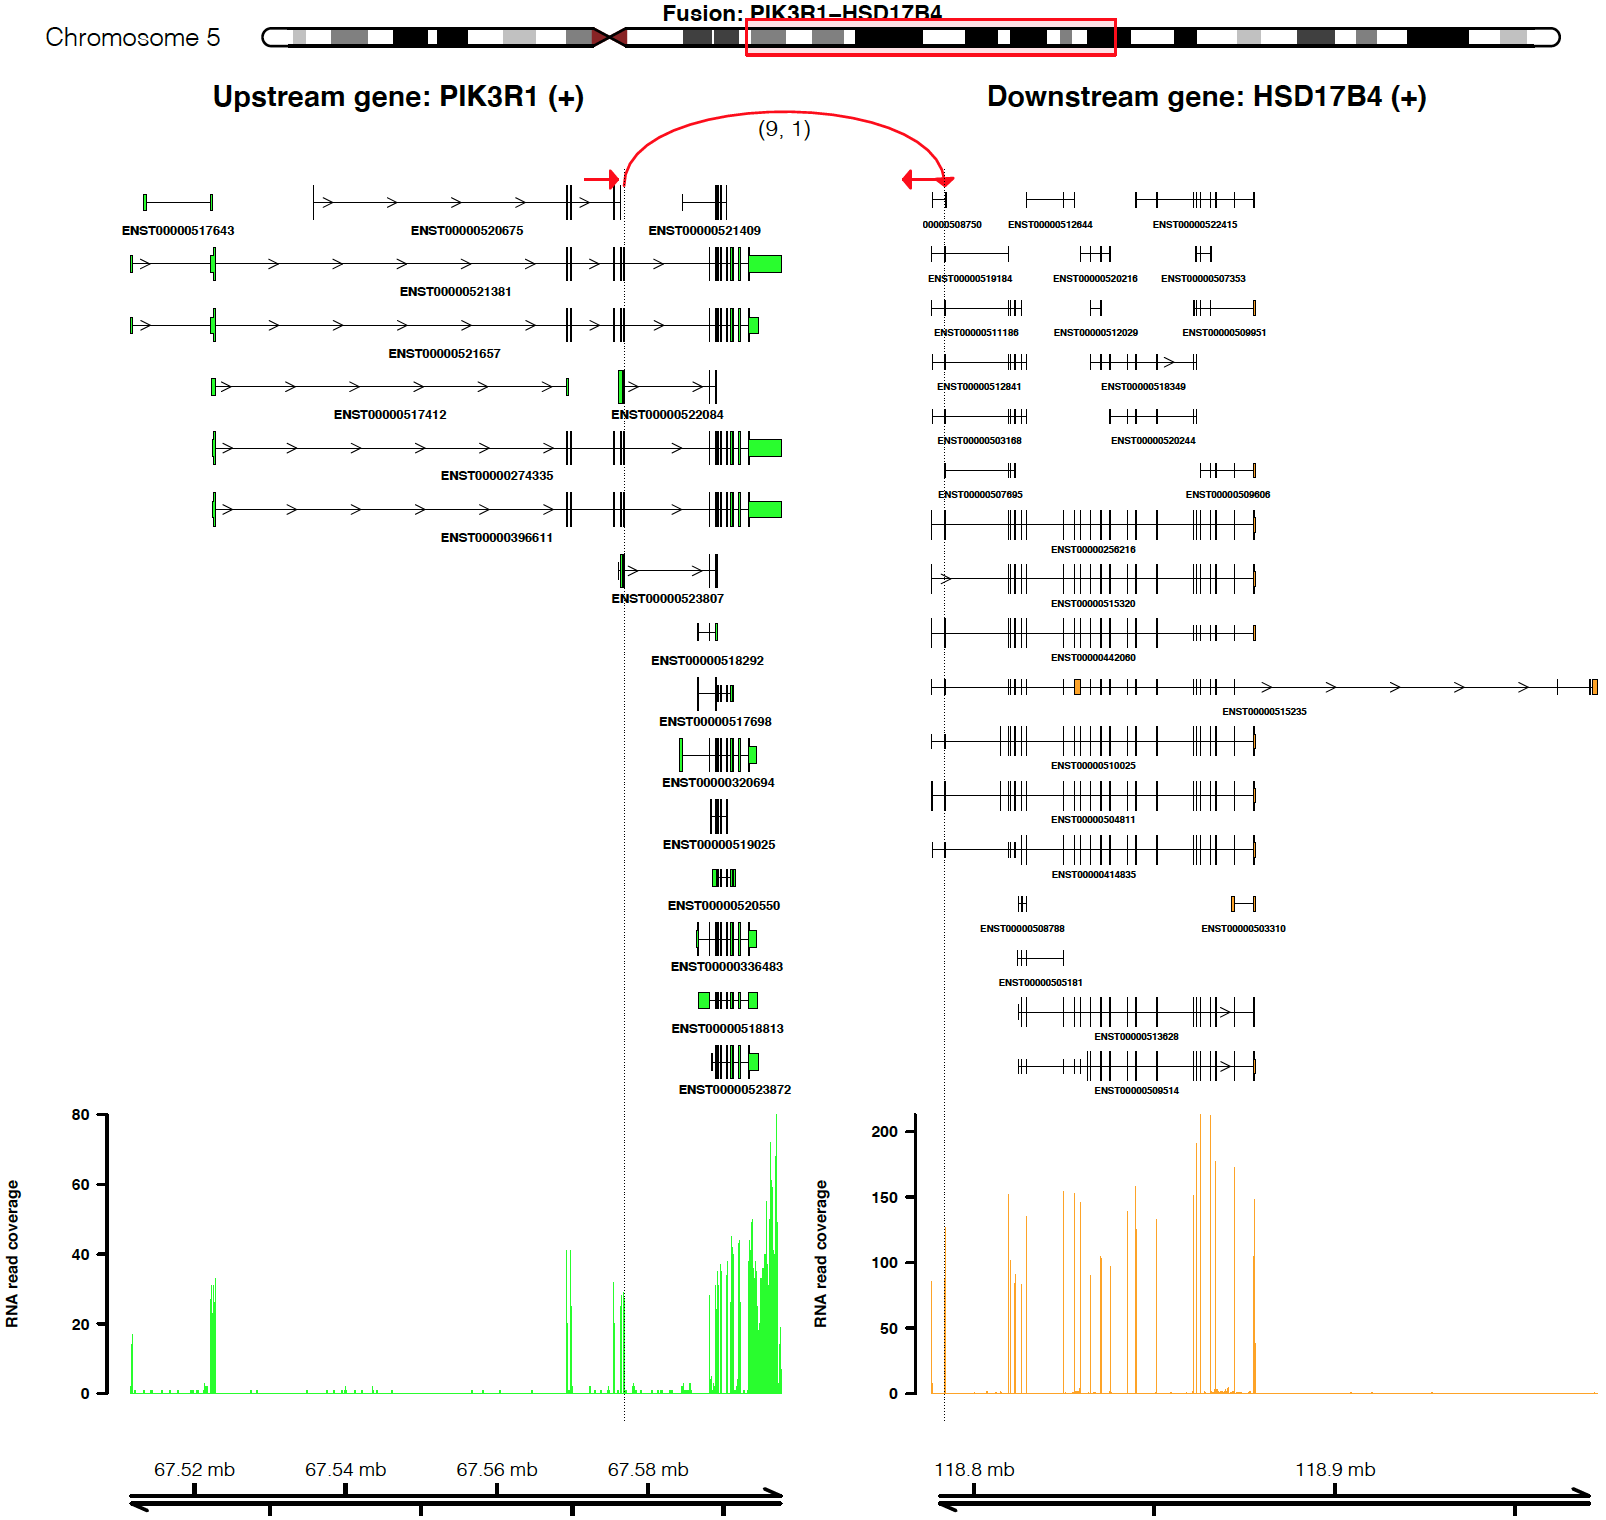 Fusion: PIK3R1–HSD17B4
Chromosome 5
Upstream gene: PIK3R1 (+)
Downstream gene: HSD17B4 (+)
(9, 1)
ENST00000517643
ENST00000520675
ENST00000521409
ENST00000521381
ENST00000521657
ENST00000517412
ENST00000522084
ENST00000274335
ENST00000396611
ENST00000523807
ENST00000518292
ENST00000517698
ENST00000320694
ENST00000519025
ENST00000520550
ENST00000336483
ENST00000518813
ENST00000523872
00000508750
ENST00000512644
ENST00000522415
ENST00000519184
ENST00000520216
ENST00000507353
ENST00000511186
ENST00000512029
ENST00000509951
ENST00000512841
ENST00000518349
ENST00000503168
ENST00000520244
ENST00000507695
ENST00000509606
ENST00000256216
ENST00000515320
ENST00000442060
ENST00000515235
ENST00000510025
ENST00000504811
ENST00000414835
ENST00000508788
ENST00000503310
ENST00000505181
ENST00000513628
ENST00000509514
RNA read coverage
80
60
40
20
0
RNA read coverage
200
150
100
50
0
67.52 mb
67.54 mb
67.56 mb
67.58 mb
118.8 mb
118.9 mb